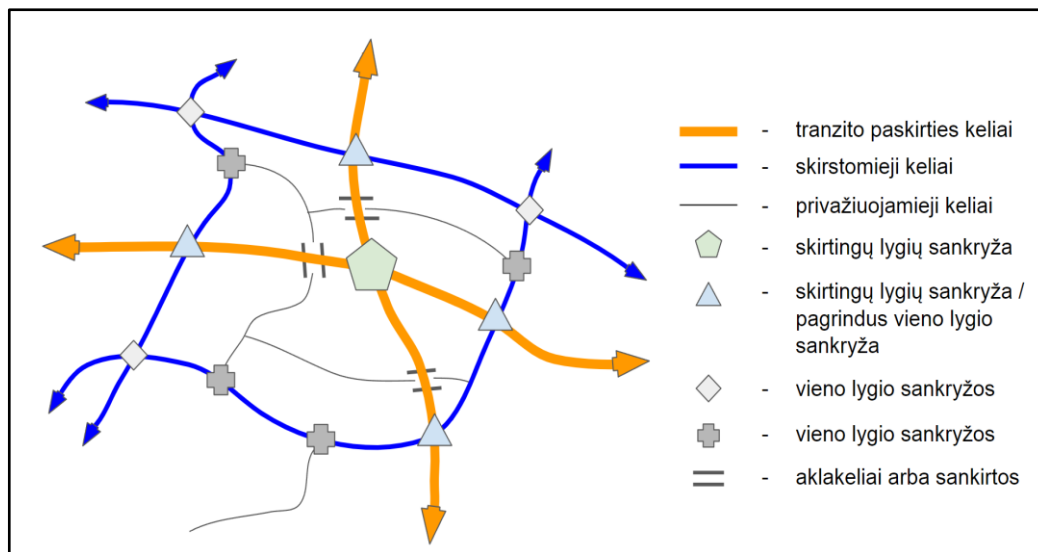 - tranzito paskirties keliai
- skirstomieji keliai
- privažiuojamieji keliai
- skirtingų lygių sankryža
- skirtingų lygių sankryža /
pagrindus vieno lygio
sankryža
- vieno lygio sankryžos
- vieno lygio sankryžos
- aklakeliai arba sankirtos